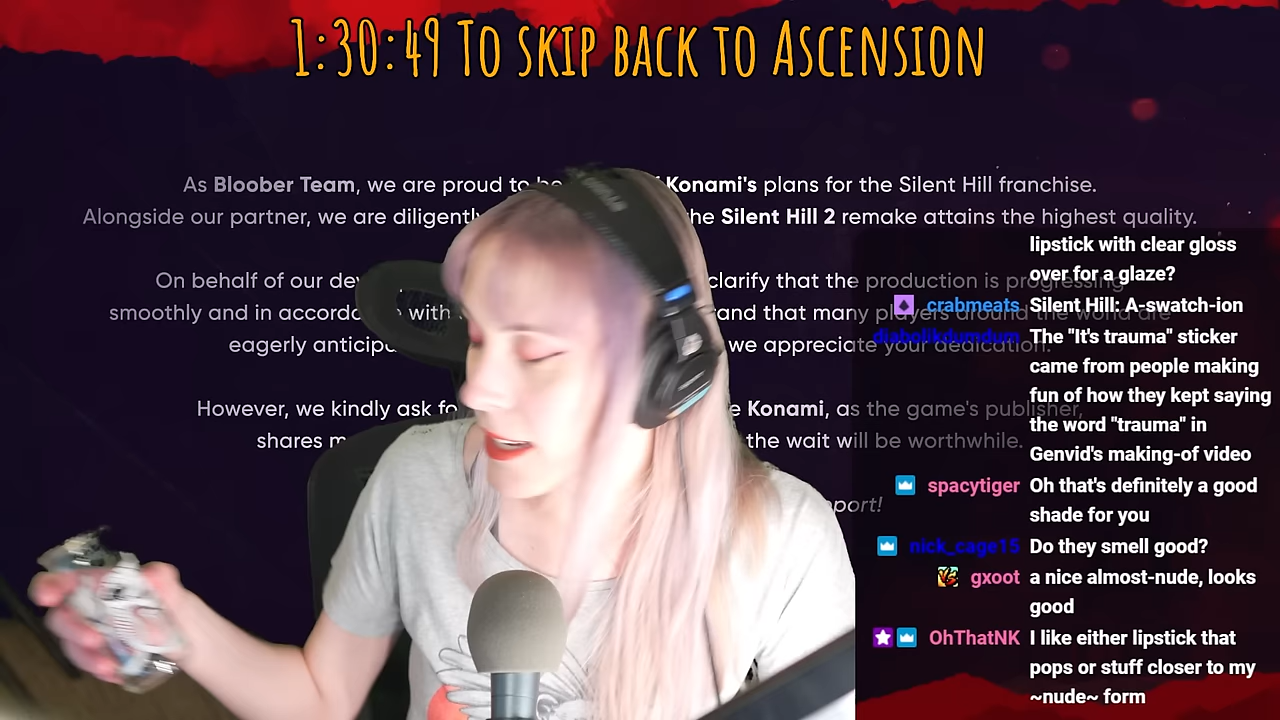 1:30:49 To skip back to Ascension
As Bloober Team, we are proud to Konami's plans for the Silent Hill franchise.
Alongside our partner, we are diligently the Silent Hill 2 remake attains the highest quality.
On behalf of our clarify that the production is progressing
smoothly and in with that many players around the world are
eagerly we appreciate your dedication.
However, we kindly ask Konami, as the game's publisher,
shares the wait will be worthwhile.
lipstick with clear gloss
over for a glaze?
crabmeats Silent Hill: A-swatch-ion
diabolikdumdum The "It's trauma" sticker
came from people making
fun of how they kept saying
the word "trauma" in
Genvid's making-of video
spacytiger Oh that's definitely a good
shade for you
nick_cage15 Do they smell good?
gxoot a nice almost-nude, looks
good
OhThatNK I like either lipstick that
pops or stuff closer to my
~nude~ form